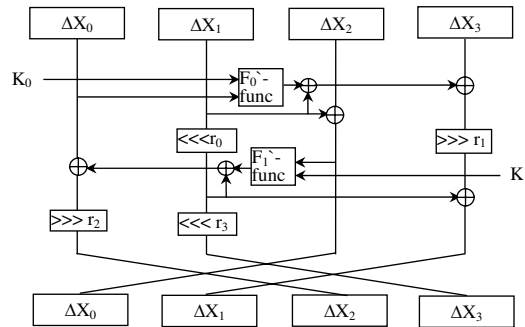 ΔX₀ ΔX₁ ΔX₂ ΔX₃
K₀
F₀`-
func
<<<r₀
>>> r₁
F₁`-
func
K
>>> r₂
<<< r₃
ΔX₀ ΔX₁ ΔX₂ ΔX₃